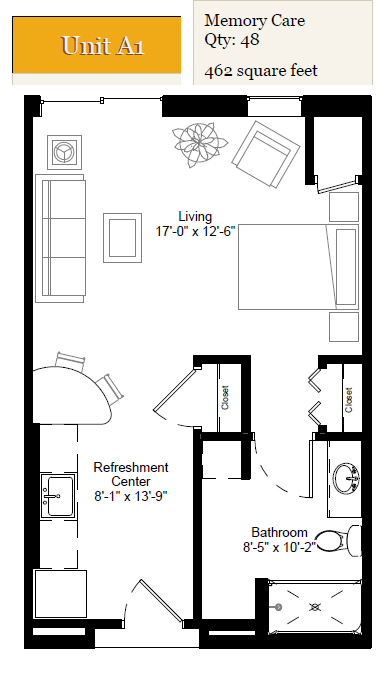 Unit A1
Memory Care
Qty: 48
462 square feet
Living
17'-0" x 12'-6"
Closet
Closet
Refreshment
Center
8'-1" x 13'-9"
Bathroom
8'-5" x 10'-2"